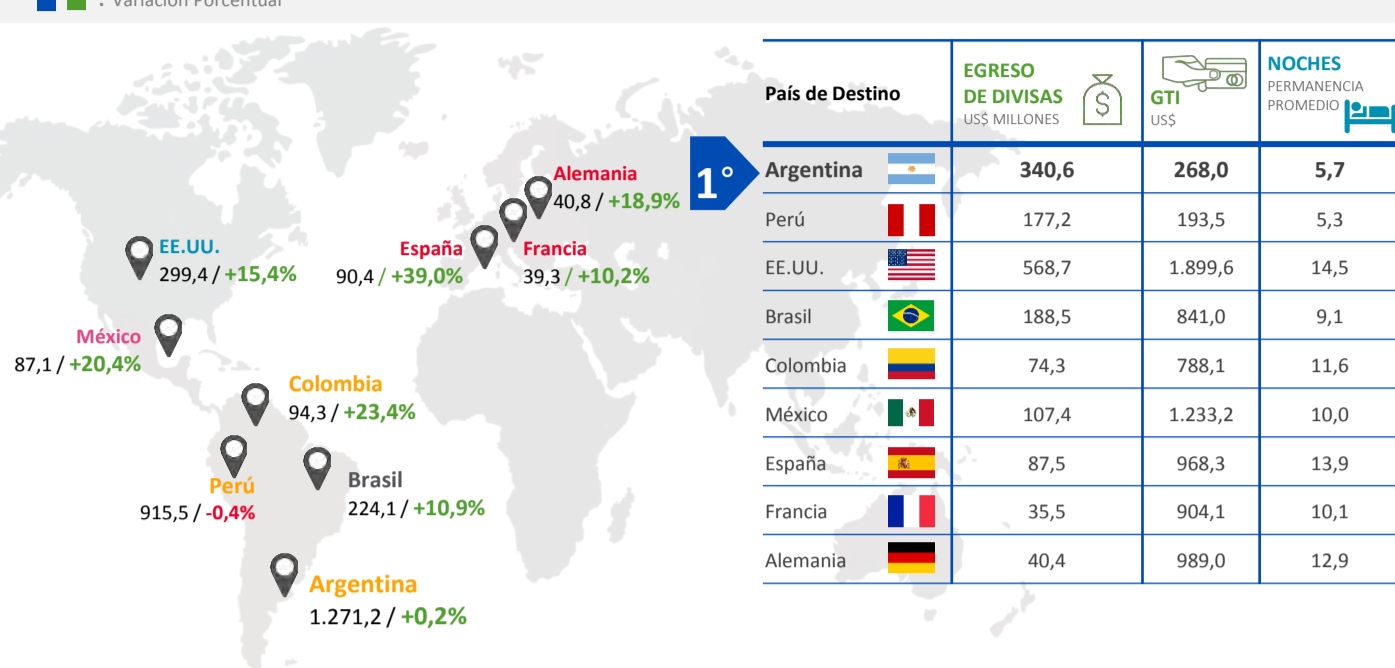 : Variación Porcentual
Alemania
40,8 / +18,9%
EE.UU.
299,4 / +15,4%
España
90,4 / +39,0%
Francia
39,3 / +10,2%
México
87,1 / +20,4%
Colombia
94,3 / +23,4%
Perú
915,5 / -0,4%
Brasil
224,1 / +10,9%
Argentina
1.271,2 / +0,2%
1°
País de Destino
EGRESO
DE DIVISAS
US$ MILLONES
$
GTI
US$
NOCHES
PERMANENCIA
PROMEDIO
Argentina 340,6 268,0 5,7
Perú 177,2 193,5 5,3
EE.UU. 568,7 1.899,6 14,5
Brasil 188,5 841,0 9,1
Colombia 74,3 788,1 11,6
México 107,4 1.233,2 10,0
España 87,5 968,3 13,9
Francia 35,5 904,1 10,1
Alemania 40,4 989,0 12,9